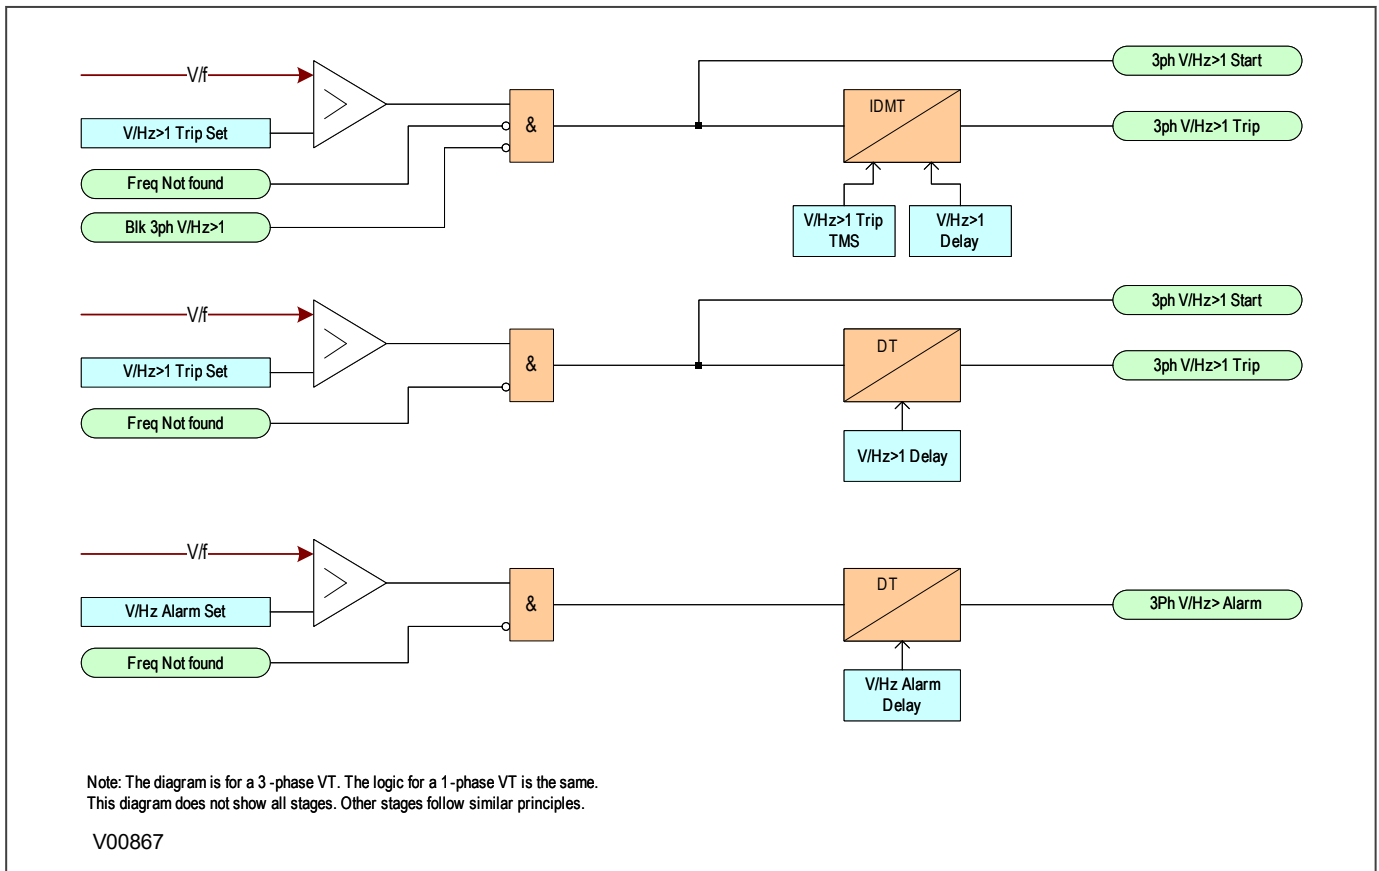 V/f
>
V/Hz>1 Trip Set
Freq Not found
Blk 3ph V/Hz>1
&
IDMT
V/Hz>1 Trip
TMS
V/Hz>1
Delay
3ph V/Hz>1 Start
3ph V/Hz>1 Trip
V/f
>
V/Hz>1 Trip Set
Freq Not found
&
DT
V/Hz>1 Delay
3ph V/Hz>1 Start
3ph V/Hz>1 Trip
V/f
>
V/Hz Alarm Set
Freq Not found
&
DT
V/Hz Alarm
Delay
3Ph V/Hz> Alarm
Note: The diagram is for a 3 -phase VT. The logic for a 1-phase VT is the same.
This diagram does not show all stages. Other stages follow similar principles.
V00867